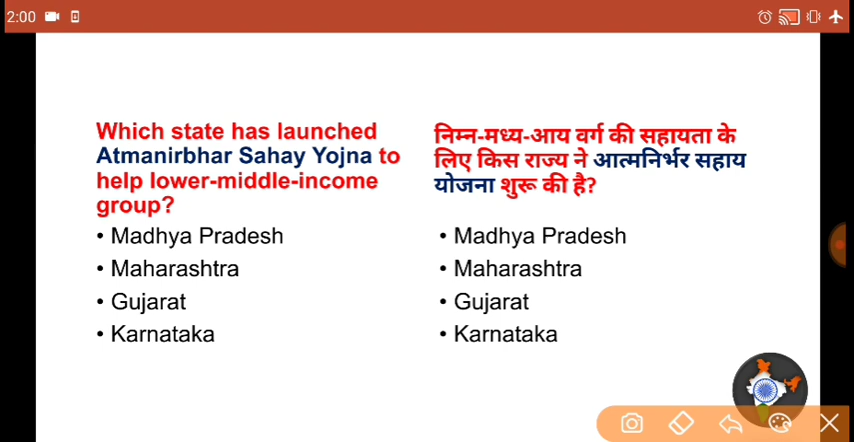 2:00
Which state has launched
Atmanirbhar Sahay Yojna to
help lower-middle-income
group?
• Madhya Pradesh
• Maharashtra
• Gujarat
• Karnataka
निम्न-मध्य-आय वर्ग की सहायता के
लिए किस राज्य ने आत्मनिर्भर सहाय
योजना शुरू की है?
• Madhya Pradesh
• Maharashtra
• Gujarat
• Karnataka